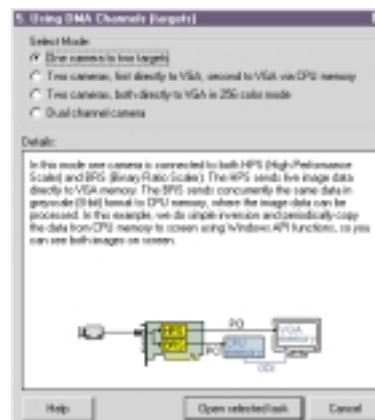 5. Using DMA Channels (targets)
Select Mode:
One camera to two targets
Two cameras, first directly to VGA, second to VGA via CPU memory
Two cameras, both directly to VGA in 256 color mode
Dual channel camera
Details:
In this mode one camera is connected to both HPS (High Performance
Scaler) and BRS (Binary Ratio Scaler). The HPS sends live image data
directly to VGA memory. The BRS sends concurrently the same data in
greyscale (8 bit) format to CPU memory, where the image data can be
processed. In this example, we do simple inversion and periodically copy
the data from CPU memory to screen using Windows API functions, so you
can see both images on screen.
HPS
BRS
PCI
VGA
memory
PCI
CPU
memory
GDI
Help
Open selected task
Cancel